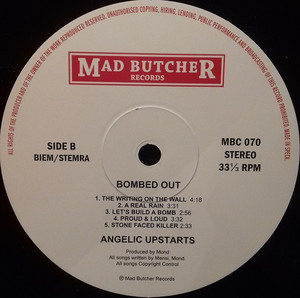 ALL RIGHTS OF THE PRODUCER AND OF THE OWNER OF THE WORK REPRODUCED RESERVED. UNAUTHORISED COPYING, HIRING, LENDING, PUBLIC PERFORMANCE AND BROADCASTING OF THIS RECORD PROHIBITED. MADE IN SPECK.
MAD BUTCHER
RECORDS
SIDE B
BIEM/STEMRA
MBC 070
STEREO
33⅓ RPM
BOMBED OUT
1. THE WRITING ON THE WALL 4:18
2. A REAL RAIN 3:31
3. LET'S BUILD A BOMB 2:56
4. PROUD & LOUD 3:32
5. STONE FACED KILLER 2:33
ANGELIC UPSTARTS
Produced by Mond
All songs written by Mensi, Mond
All songs Copyright Control
℗ Mad Butcher Records